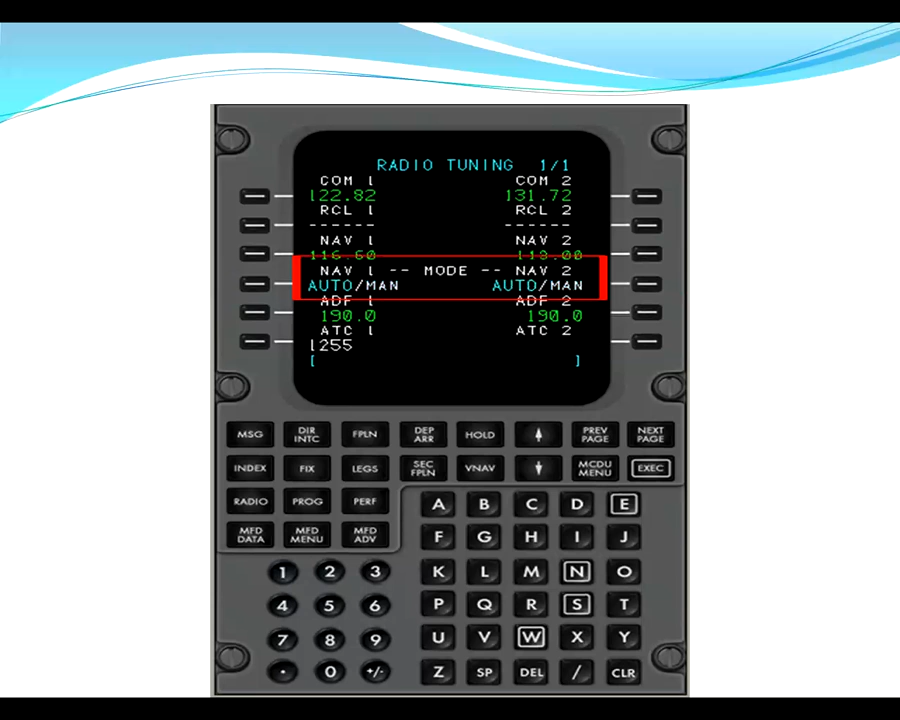 RADIO TUNING 1/1
COM 1 COM 2
122.82 131.72
RCL 1 RCL 2
------ ------
NAV 1 NAV 2
116.60 113.00
NAV 1 -- MODE -- NAV 2
AUTO/MAN AUTO/MAN
ADF 1 ADF 2
190.0 190.0
ATC 1 ATC 2
1255
[ ]
MSG DIR INTC FPLN DEP ARR HOLD PREV PAGE NEXT PAGE
INDEX FIX LEGS SEC FPLN VNAV MCDU MENU EXEC
RADIO PROG PERF
MFD DATA MFD MENU MFD ADV
A B C D E
F G H I J
1 2 3 K L M N O
4 5 6 P Q R S T
7 8 9 U V W X Y
. 0 +/- Z SP DEL / CLR